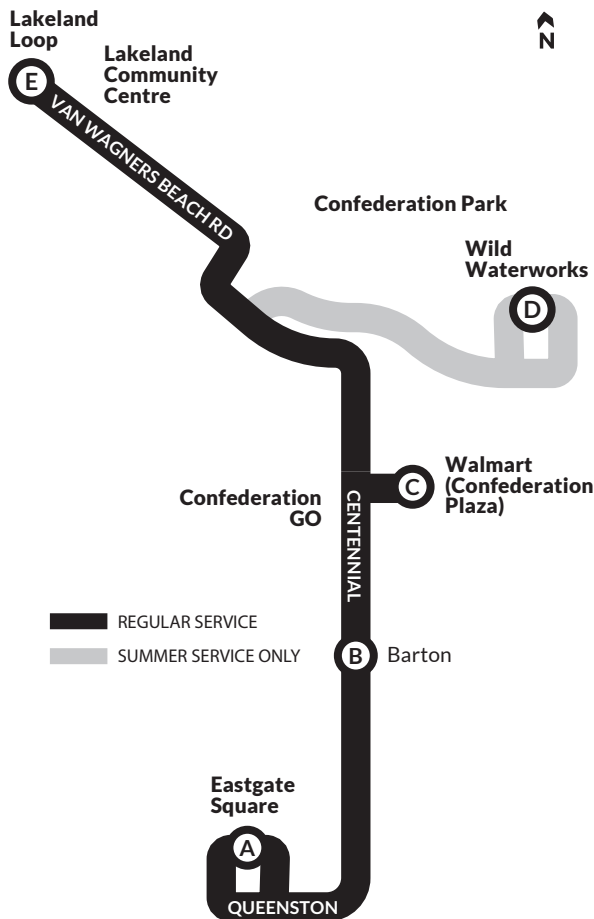 Lakeland
Loop
N
Lakeland
Community
Centre
E
VAN WAGNERS BEACH RD
Confederation Park
Wild
Waterworks
D
Walmart
(Confederation
Plaza)
C
Confederation
GO
CENTENNIAL
REGULAR SERVICE
SUMMER SERVICE ONLY
B
Barton
Eastgate
Square
A
QUEENSTON